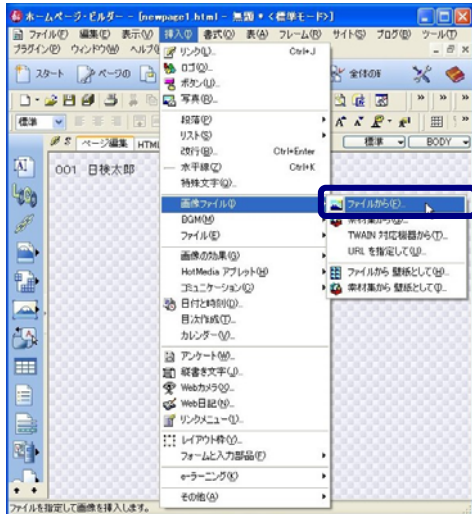 ホームページ・ビルダー - [newpage1.html - 無題 * <標準モード>]
ファイル(F) 編集(E) 表示(V) 挿入(I) 書式(O) 表(A) フレーム(R) サイト(S) ブログ(B) ツール(T)
プラグイン(P) ウィンドウ(W) ヘルプ(
スタート
ページの
標準
標準
BODY
ページ編集
HTML
001 日検太郎
リンク(L)... Ctrl+J
ロゴ(O)...
ボタン(U)...
写真(R)...
段落(P)
リスト(S)
改行(B)... Ctrl+Enter
水平線(Z) Ctrl+K
特殊文字(Q)...
画像ファイル(I)
BGM(M)
ファイル(E)
画像の効果(G)
HotMedia アプレット(H)
コミュニケーション(C)
日付と時刻(D)...
目次作成(T)...
カレンダー(V)...
アンケート(W)...
縦書き文字(J)...
Webカメラ(X)...
Web日記(N)...
リンクメニュー(1)...
レイアウト枠(Y)...
フォームと入力部品(F)
e-ラーニング(K)
その他(A)
ファイルから(F)...
素材集から(G)...
TWAIN 対応機器から(T)...
URL を指定して(U)...
ファイルから 壁紙として(W)...
素材集から 壁紙として(I)...
ファイルを指定して画像を挿入します。